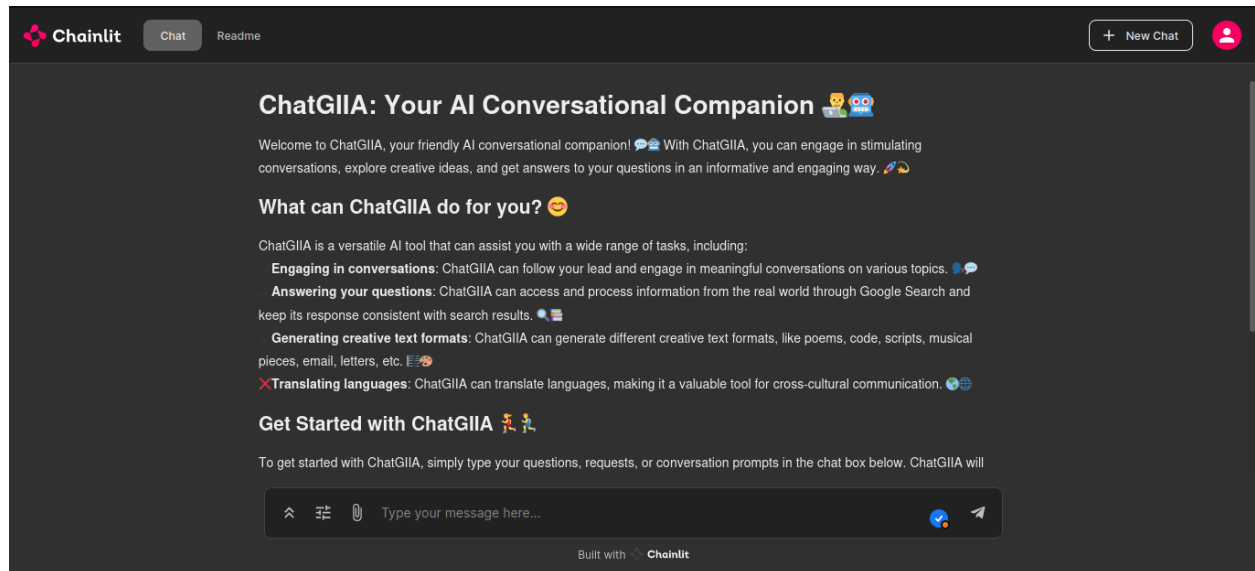 Chainlit
Chat
Readme
+ New Chat
ChatGIIA: Your AI Conversational Companion 👨‍💻🤖
Welcome to ChatGIIA, your friendly AI conversational companion! 💬🤖 With ChatGIIA, you can engage in stimulating
conversations, explore creative ideas, and get answers to your questions in an informative and engaging way. 🚀💫
What can ChatGIIA do for you? 😊
ChatGIIA is a versatile AI tool that can assist you with a wide range of tasks, including:
✓ Engaging in conversations: ChatGIIA can follow your lead and engage in meaningful conversations on various topics. 🗣💬
✓ Answering your questions: ChatGIIA can access and process information from the real world through Google Search and
keep its response consistent with search results. 🔍📚
✓ Generating creative text formats: ChatGIIA can generate different creative text formats, like poems, code, scripts, musical
pieces, email, letters, etc. 🎼🎨
❌Translating languages: ChatGIIA can translate languages, making it a valuable tool for cross-cultural communication. 🌎🌐
Get Started with ChatGIIA 🏃‍♀️🏃‍♂️
To get started with ChatGIIA, simply type your questions, requests, or conversation prompts in the chat box below. ChatGIIA will
Type your message here...
Built with Chainlit